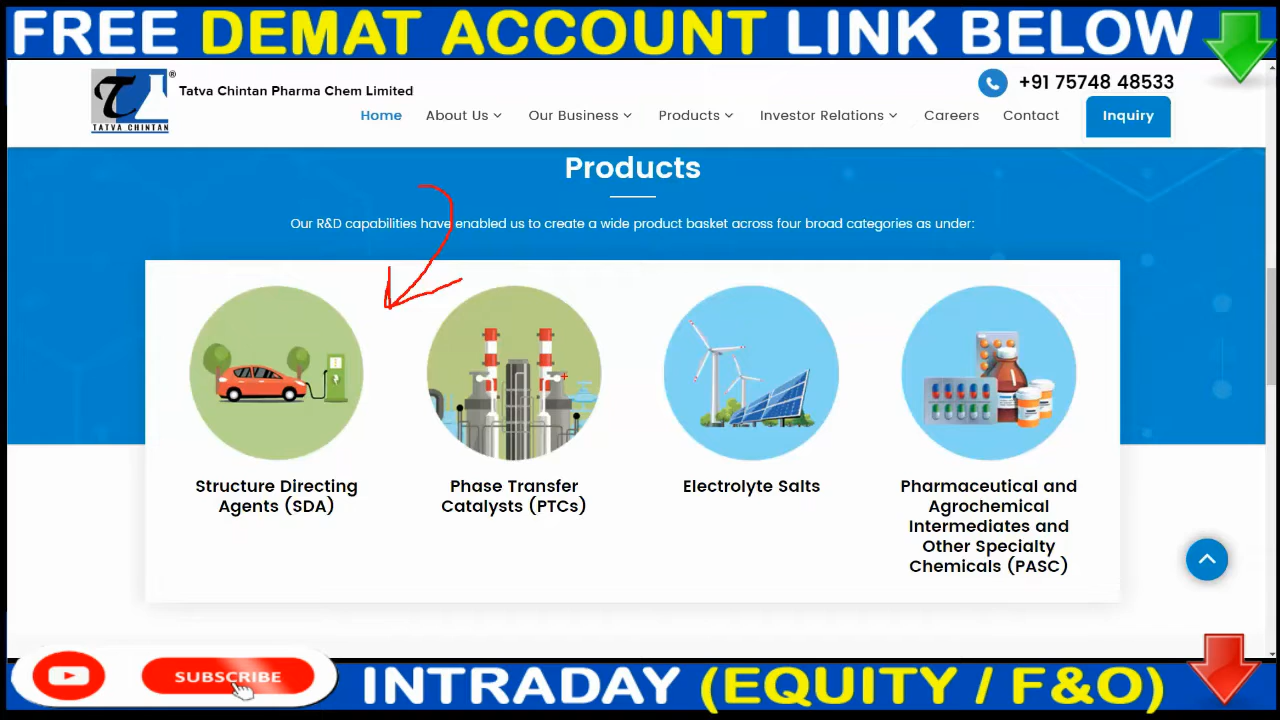 FREE DEMAT ACCOUNT LINK BELOW
TATVA CHINTAN
®
Tatva Chintan Pharma Chem Limited
+91 75748 48533
Home About Us Our Business Products Investor Relations Careers Contact Inquiry
Products
Our R&D capabilities have enabled us to create a wide product basket across four broad categories as under:
Structure Directing
Agents (SDA)
Phase Transfer
Catalysts (PTCs)
Electrolyte Salts
Pharmaceutical and
Agrochemical
Intermediates and
Other Specialty
Chemicals (PASC)
SUBSCRIBE
INTRADAY (EQUITY / F&O)